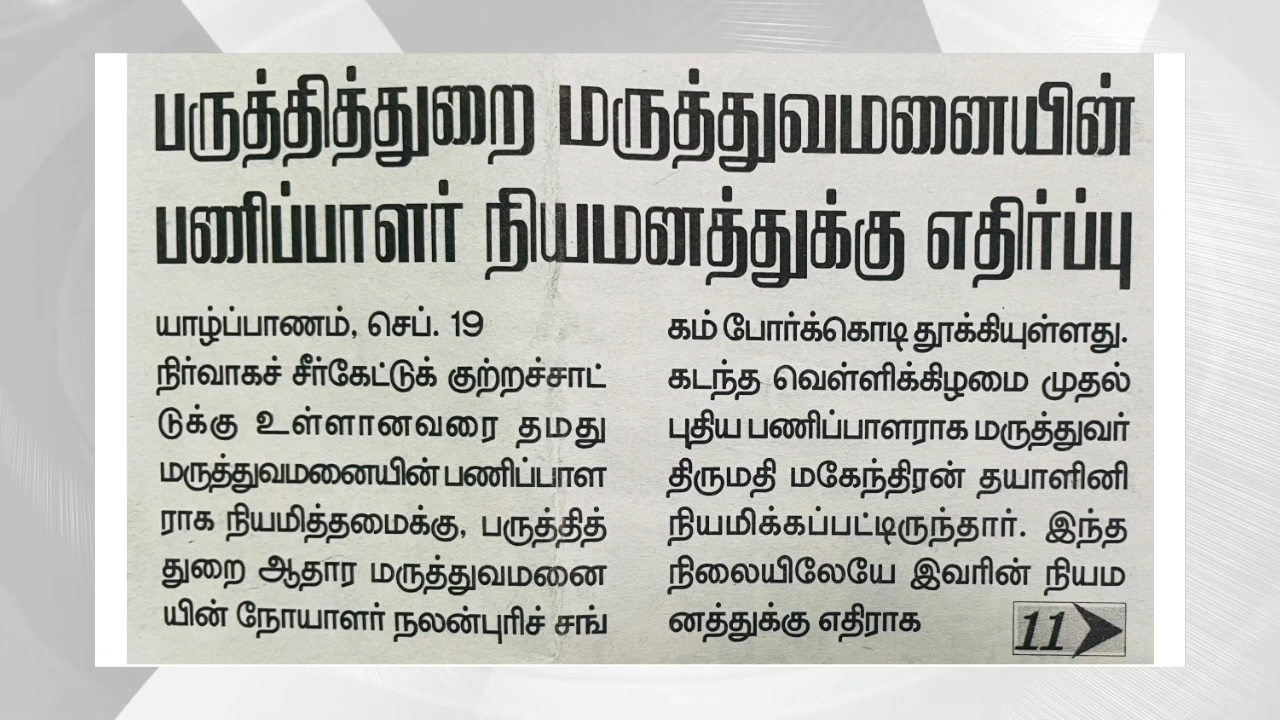 பருத்தித்துறை மருத்துவமனையின்
பணிப்பாளர் நியமனத்துக்கு எதிர்ப்பு
யாழ்ப்பாணம், செப். 19
நிர்வாகச் சீர்கேட்டுக் குற்றச்சாட்
டுக்கு உள்ளானவரை தமது
மருத்துவமனையின் பணிப்பாள
ராக நியமித்தமைக்கு, பருத்தித்
துறை ஆதார மருத்துவமனை
யின் நோயாளர் நலன்புரிச் சங்
கம் போர்க்கொடி தூக்கியுள்ளது.
கடந்த வெள்ளிக்கிழமை முதல்
புதிய பணிப்பாளராக மருத்துவர்
திருமதி மகேந்திரன் தயாளினி
நியமிக்கப்பட்டிருந்தார். இந்த
நிலையிலேயே இவரின் நியம
னத்துக்கு எதிராக
11